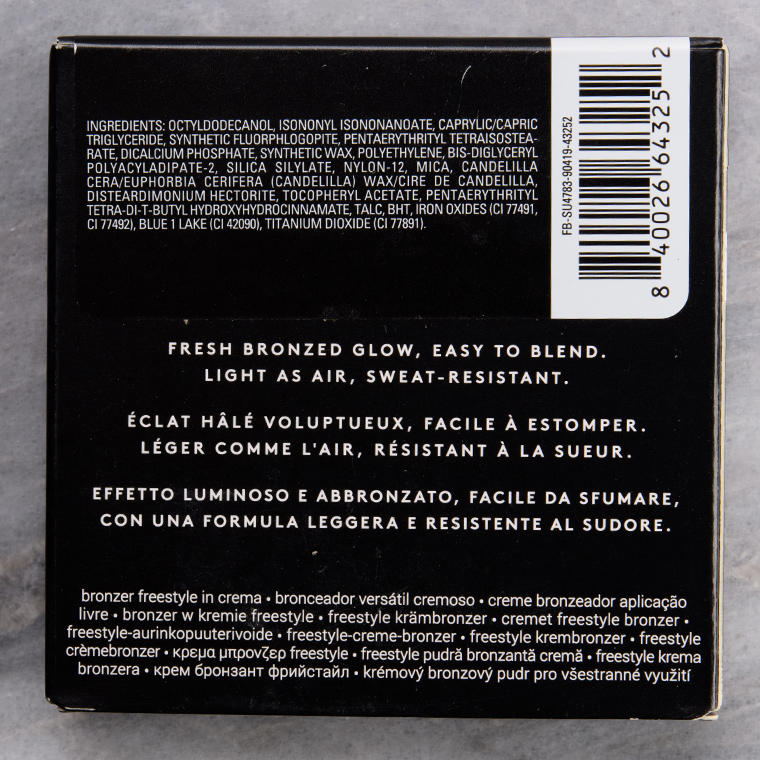 INGREDIENTS: OCTYLDODECANOL, ISONONYL ISONONANOATE, CAPRYLIC/CAPRIC
TRIGLYCERIDE, SYNTHETIC FLUORPHLOGOPITE, PENTAERYTHRITYL TETRAISOSTEA-
RATE, DICALCIUM PHOSPHATE, SYNTHETIC WAX, POLYETHYLENE, BIS-DIGLYCERYL
POLYACYLADIPATE-2, SILICA SILYLATE, NYLON-12, MICA, CANDELILLA
CERA/EUPHORBIA CERIFERA (CANDELILLA) WAX/CIRE DE CANDELILLA,
DISTEARDIMONIUM HECTORITE, TOCOPHERYL ACETATE, PENTAERYTHRITYL
TETRA-DI-T-BUTYL HYDROXYHYDROCINNAMATE, TALC, BHT, IRON OXIDES (CI 77491,
CI 77492), BLUE 1 LAKE (CI 42090), TITANIUM DIOXIDE (CI 77891).
FB-SU4783-90419-43252
8 40026 64325 2
FRESH BRONZED GLOW, EASY TO BLEND.
LIGHT AS AIR, SWEAT-RESISTANT.
ÉCLAT HÂLÉ VOLUPTUEUX, FACILE À ESTOMPER.
LÉGER COMME L'AIR, RÉSISTANT À LA SUEUR.
EFFETTO LUMINOSO E ABBRONZATO, FACILE DA SFUMARE,
CON UNA FORMULA LEGGERA E RESISTENTE AL SUDORE.
bronzer freestyle in crema • bronceador versátil cremoso • creme bronzeador aplicação
livre • bronzer w kremie freestyle • freestyle krämbronzer • cremet freestyle bronzer •
freestyle-aurinkopuuterivoide • freestyle-creme-bronzer • freestyle krembronzer • freestyle
crèmebronzer • κρεμα μπρονζερ freestyle • freestyle pudră bronzantă cremă • freestyle krema
bronzera • крем бронзант фрийстайл • krémový bronzový pudr pro všestranné využití